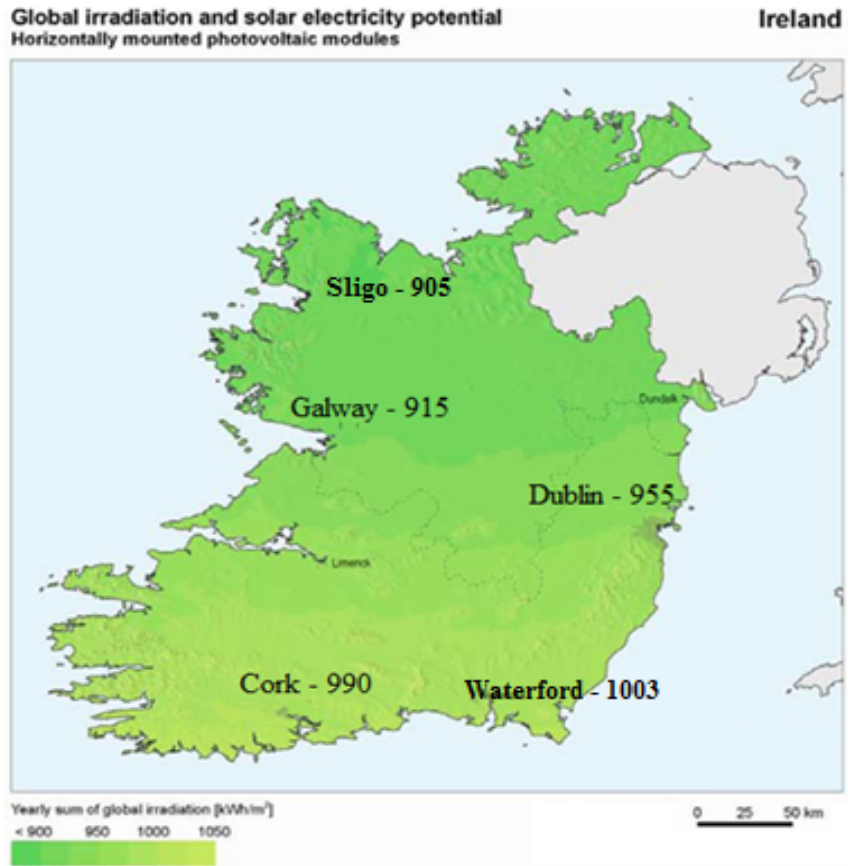 Global irradiation and solar electricity potential
Ireland
Horizontally mounted photovoltaic modules
Sligo - 905
Galway - 915
Dundalk
Dublin - 955
Limerick
Cork - 990
Waterford - 1003
Yearly sum of global irradiation [kWh/m²]
< 900 950 1000 1050
0 25 50 km